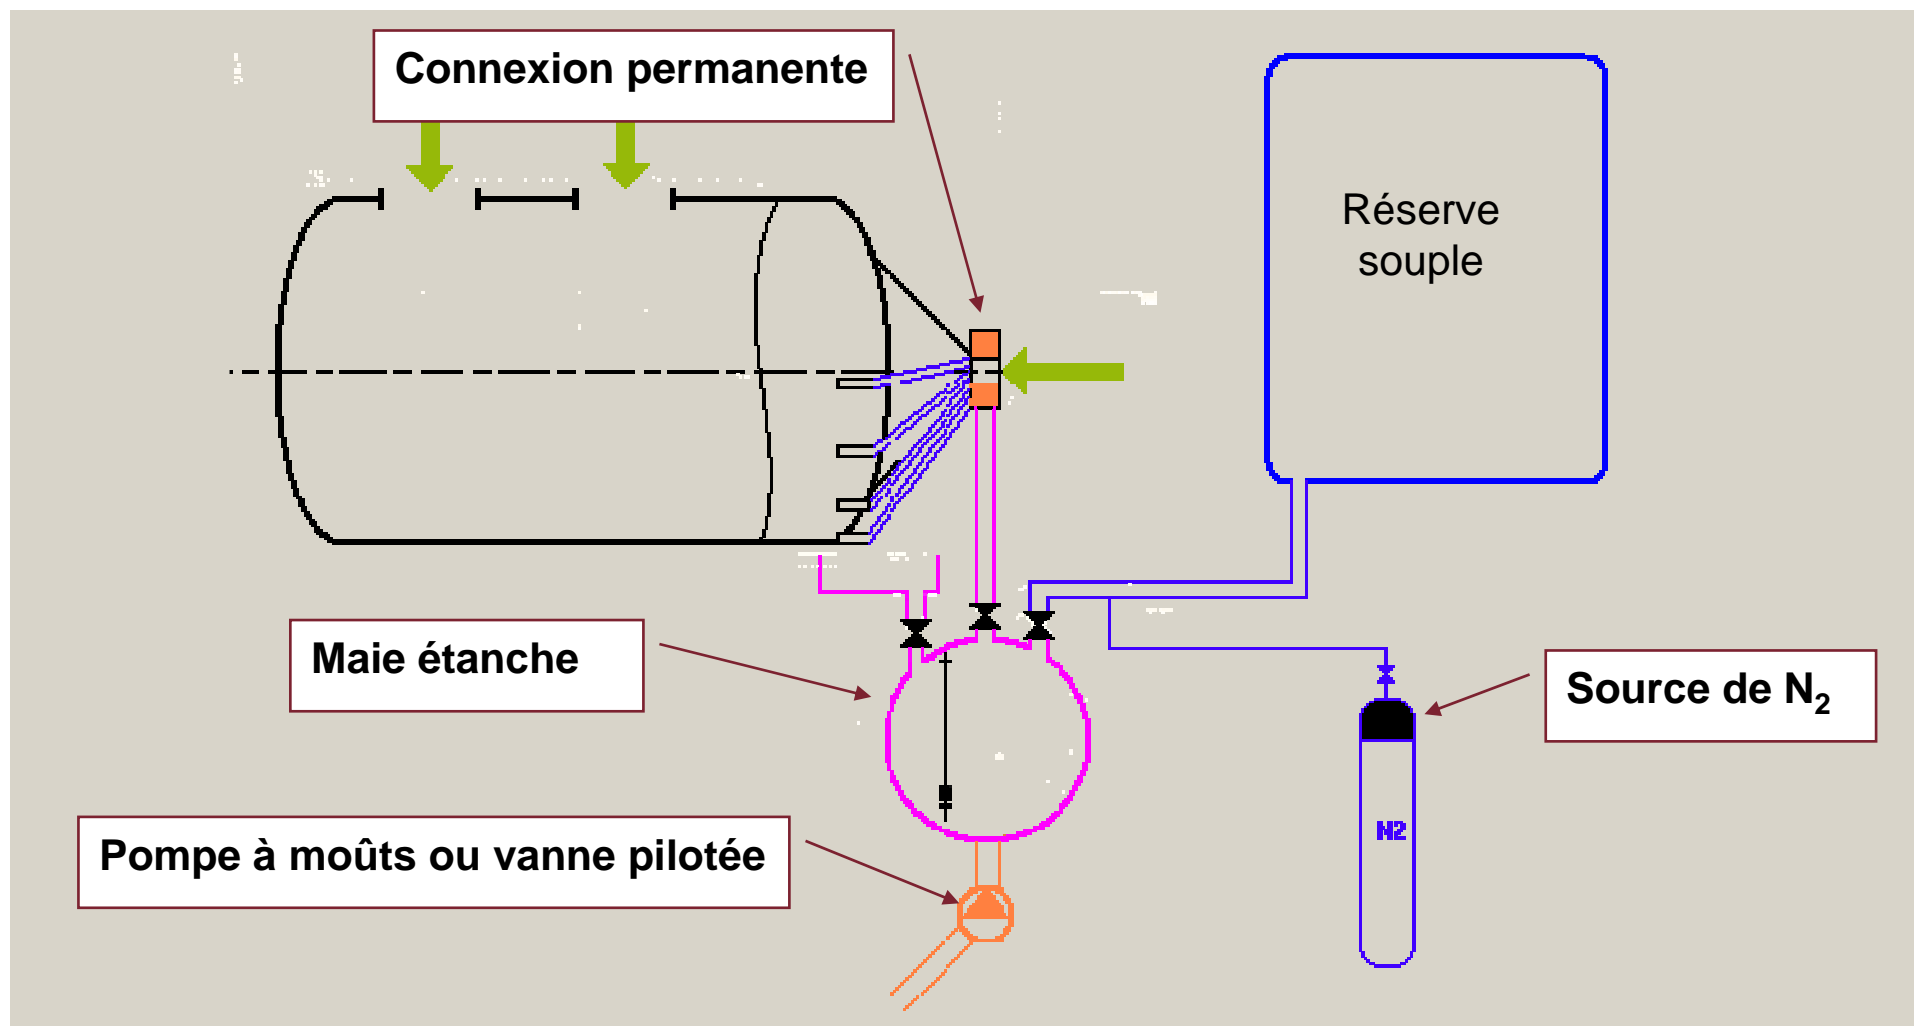 Connexion permanente
Réserve
souple
Maie étanche
Source de N₂
Pompe à moûts ou vanne pilotée
N2